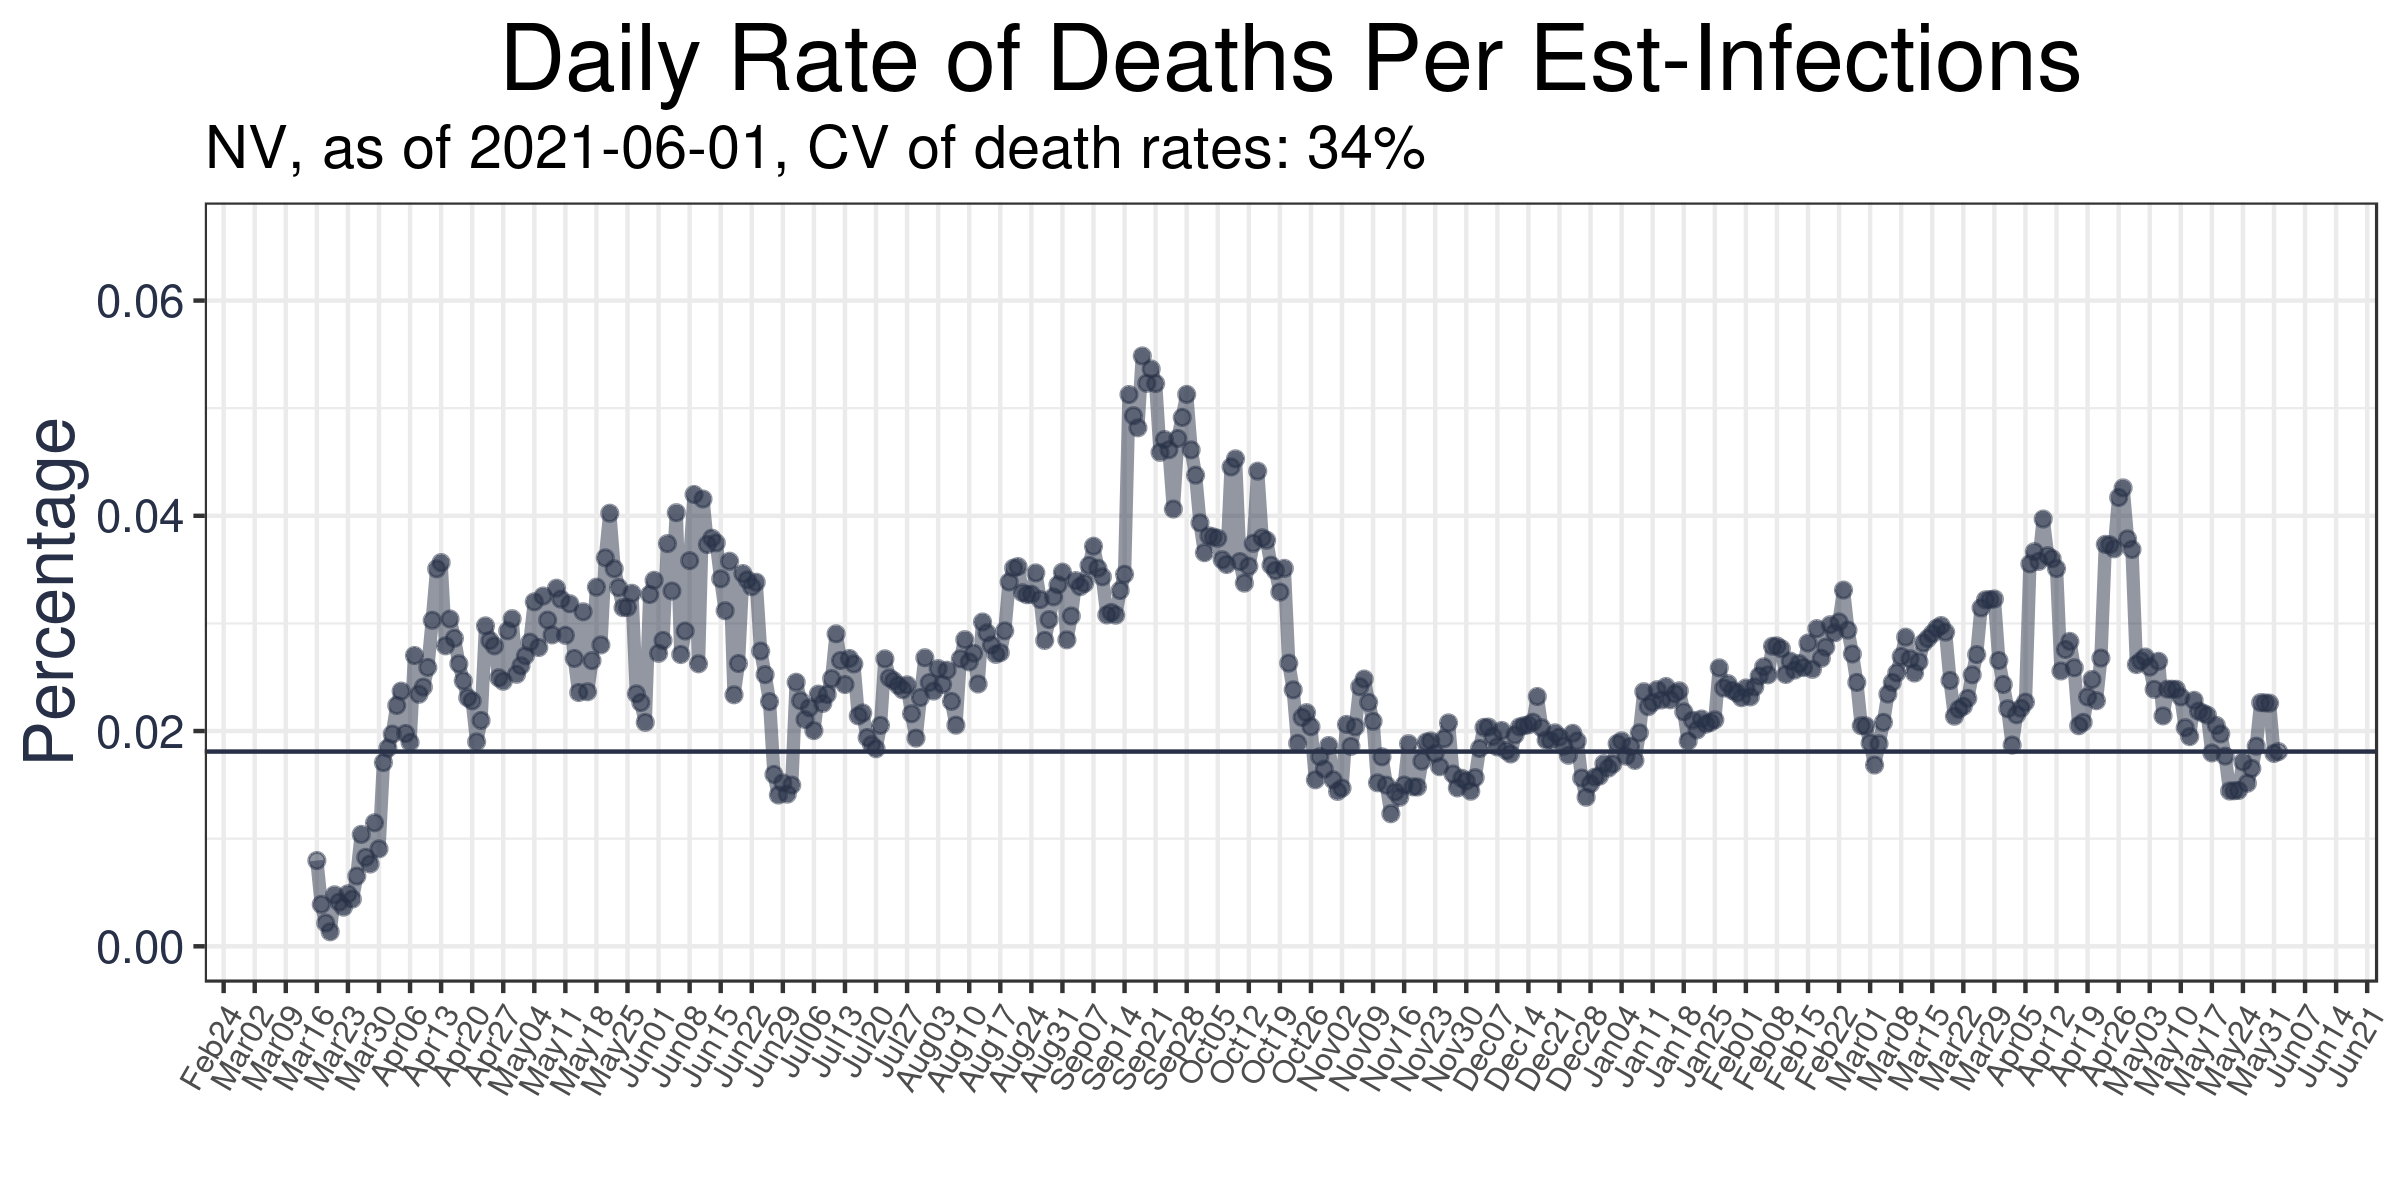 Daily Rate of Deaths Per Est-Infections
NV, as of 2021-06-01, CV of death rates: 34%
Percentage
0.06
0.04
0.02
0.00
Feb24
Mar02
Mar09
Mar16
Mar23
Mar30
Apr06
Apr13
Apr20
Apr27
May04
May11
May18
May25
Jun01
Jun08
Jun15
Jun22
Jun29
Jul06
Jul13
Jul20
Jul27
Aug03
Aug10
Aug17
Aug24
Aug31
Sep07
Sep14
Sep21
Sep28
Oct05
Oct12
Oct19
Oct26
Nov02
Nov09
Nov16
Nov23
Nov30
Dec07
Dec14
Dec21
Dec28
Jan04
Jan11
Jan18
Jan25
Feb01
Feb08
Feb15
Feb22
Mar01
Mar08
Mar15
Mar22
Mar29
Apr05
Apr12
Apr19
Apr26
May03
May10
May17
May24
May31
Jun07
Jun14
Jun21